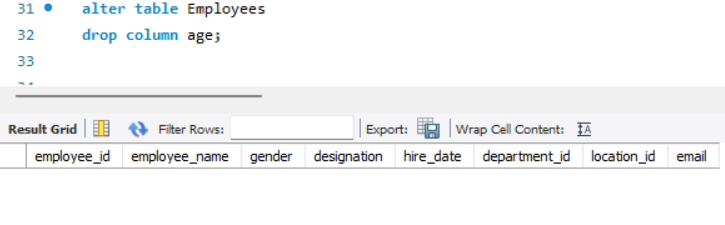 31 alter table Employees
32 drop column age;
33
Result Grid Filter Rows: Export: Wrap Cell Content: IA
employee_id employee_name gender designation hire_date department_id location_id email